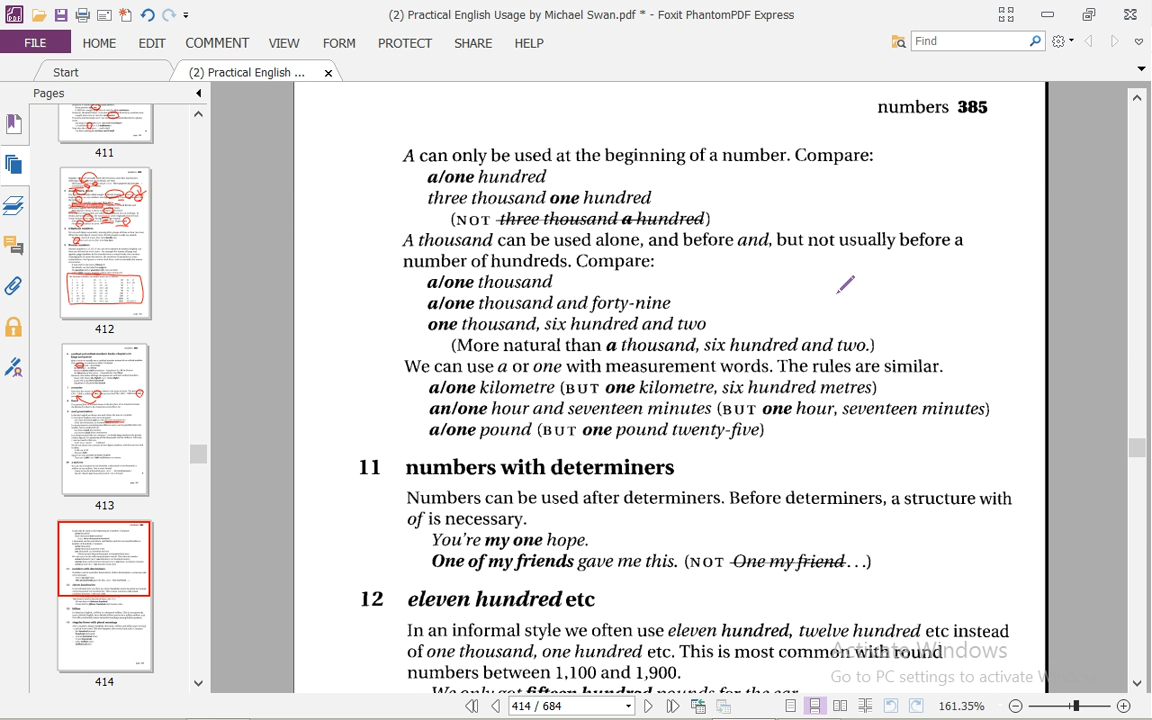 (2) Practical English Usage by Michael Swan.pdf * - Foxit PhantomPDF Express
FILE HOME EDIT COMMENT VIEW FORM PROTECT SHARE HELP
Find
Start
(2) Practical English ...
Pages
411
412
413
414
numbers 385
A can only be used at the beginning of a number. Compare:
a/one hundred
three thousand one hundred
(NOT three thousand a hundred)
A thousand can be used alone, and before and, but not usually before a
number of hundreds. Compare:
a/one thousand
a/one thousand and forty-nine
one thousand, six hundred and two
(More natural than a thousand, six hundred and two.)
We can use a or one with measurement words. The rules are similar.
a/one kilometre (BUT one kilometre, six hundred metres)
an/one hour and seventeen minutes (BUT one hour, seventeen minutes)
a/one pound (BUT one pound twenty-five)
11 numbers with determiners
Numbers can be used after determiners. Before determiners, a structure with
of is necessary.
You're my one hope.
One of my friends gave me this. (NOT One my friend . . .)
12 eleven hundred etc
In an informal style we often use eleven hundred, twelve hundred etc instead
of one thousand, one hundred etc. This is most common with round
numbers between 1,100 and 1,900.
We only got fifteen hundred pounds for the car.
Activate Windows
Go to PC settings to activate W
414 / 684
161.35%